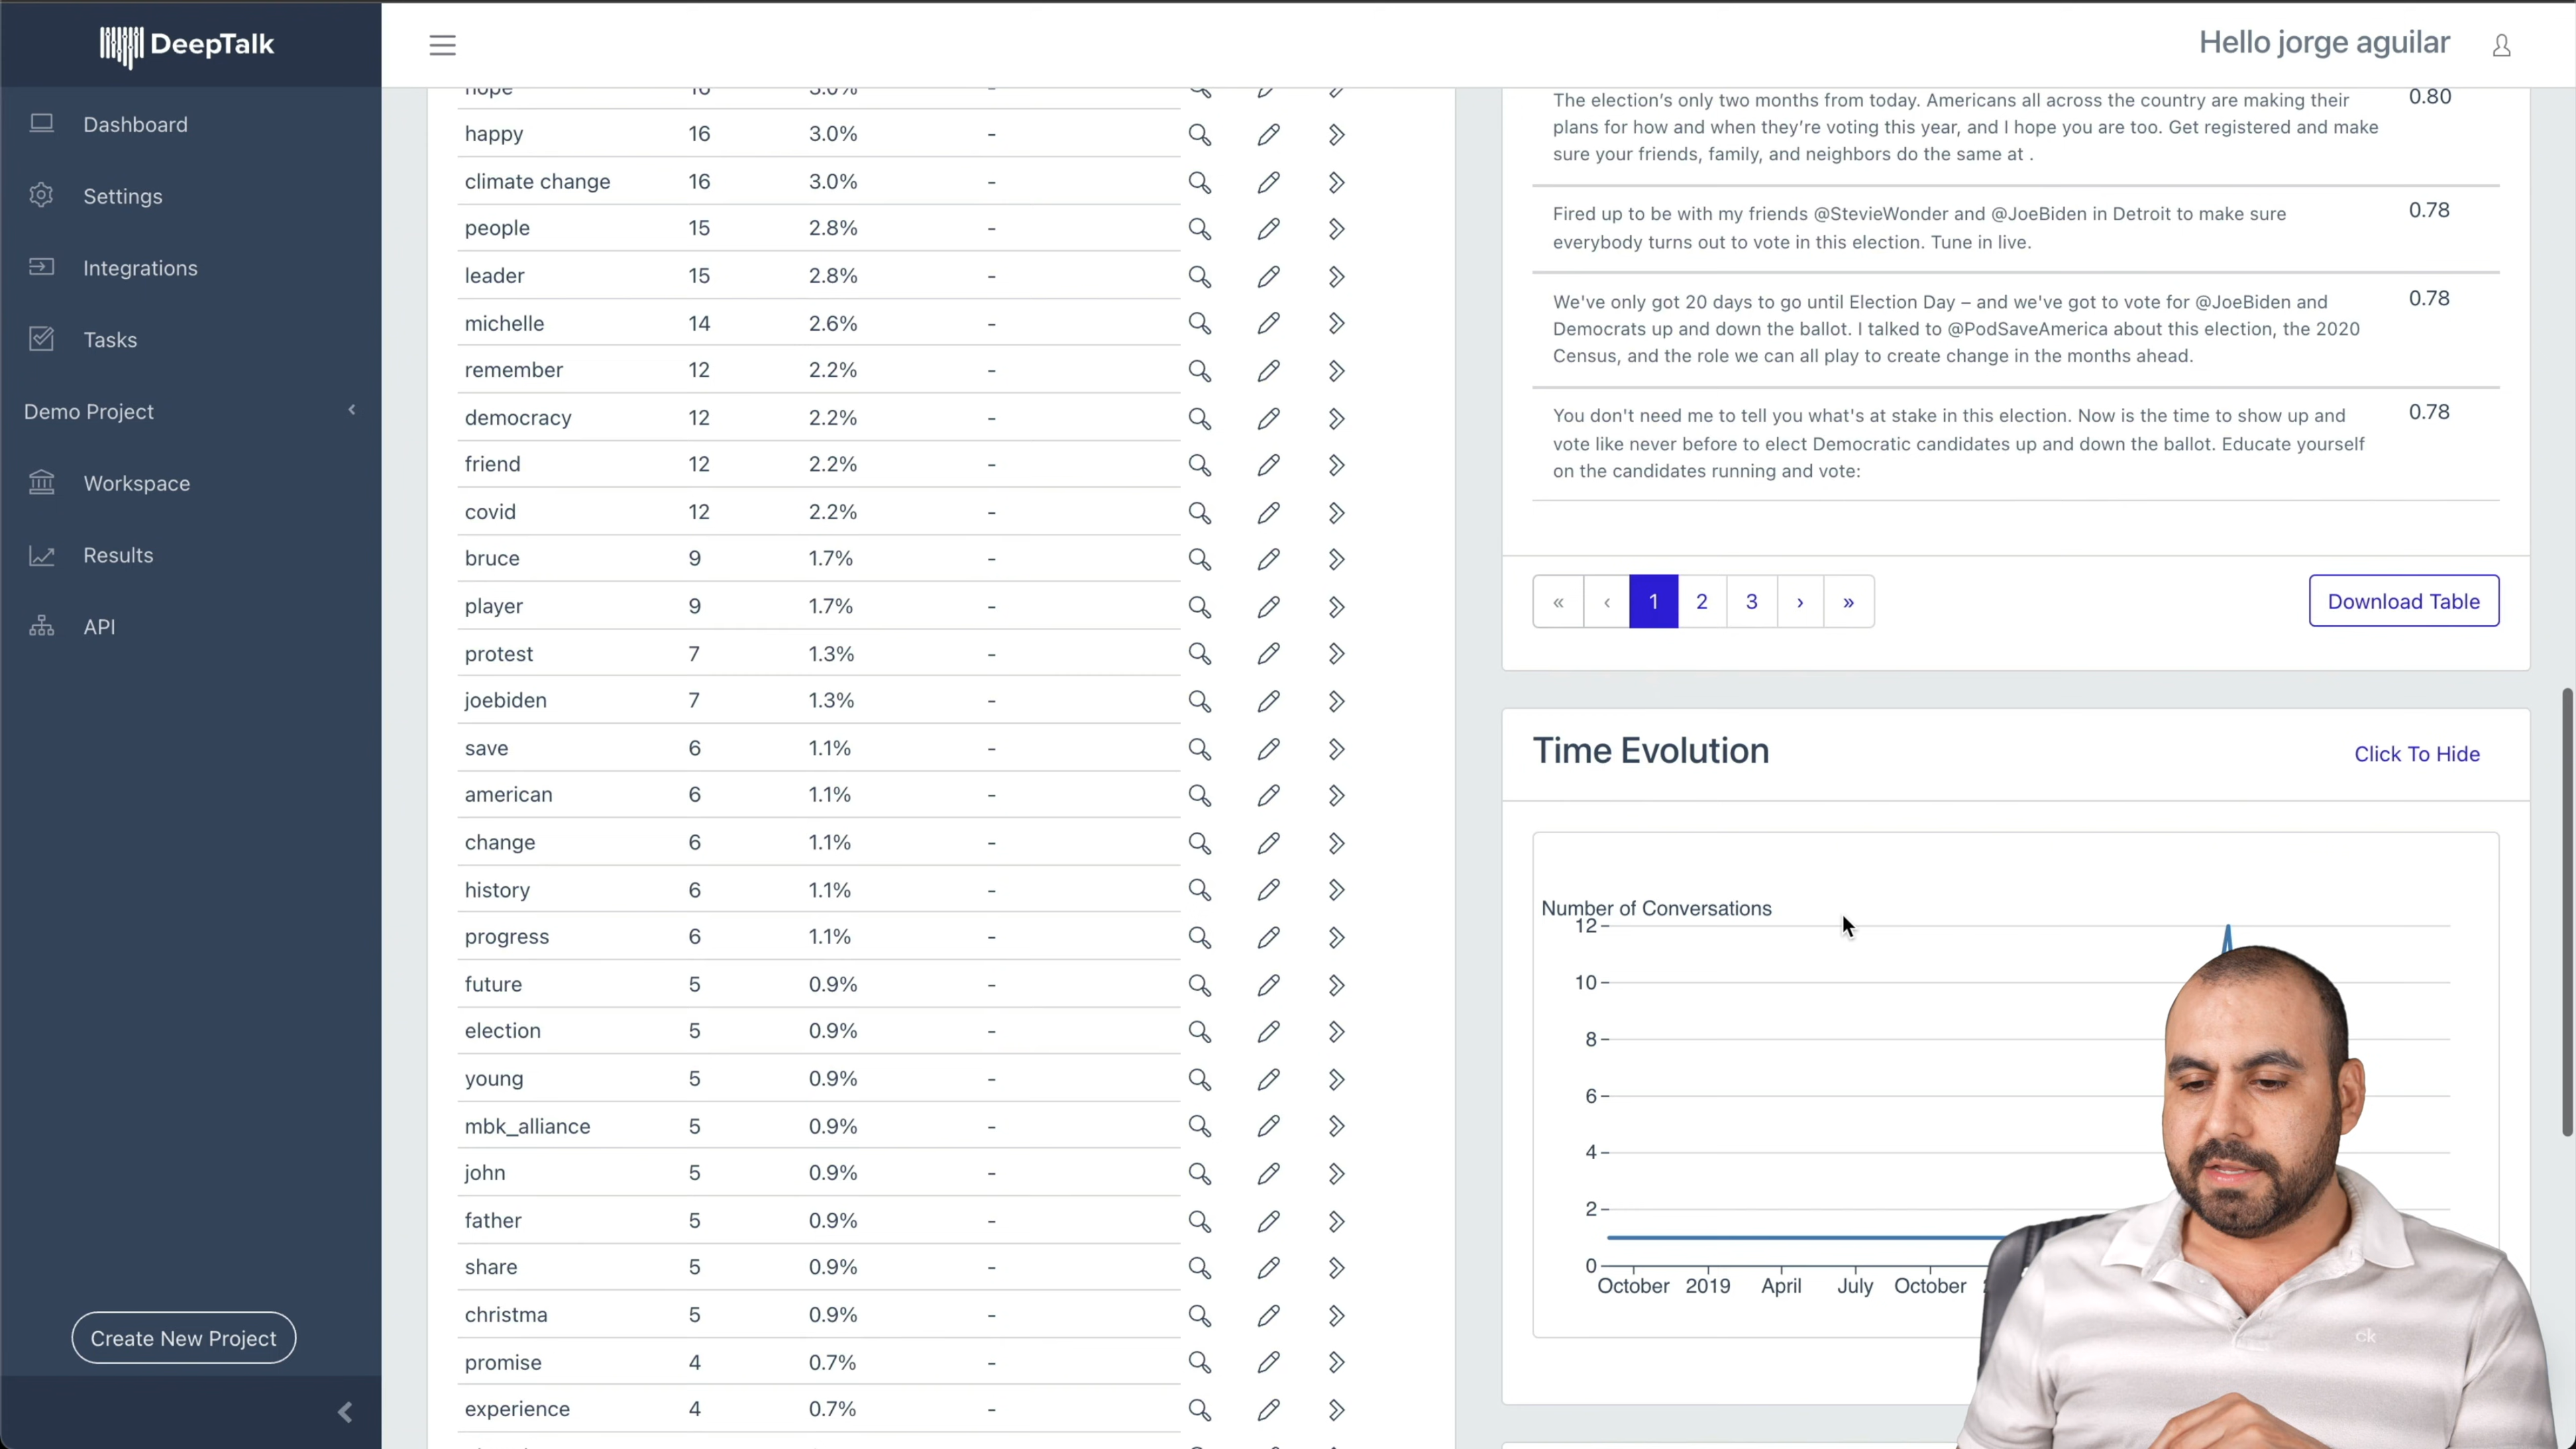 DeepTalk
Hello jorge aguilar
Dashboard
Settings
Integrations
Tasks
Demo Project
Workspace
Results
API
Create New Project
hope 16 3.0% -
happy 16 3.0% -
climate change 16 3.0% -
people 15 2.8% -
leader 15 2.8% -
michelle 14 2.6% -
remember 12 2.2% -
democracy 12 2.2% -
friend 12 2.2% -
covid 12 2.2% -
bruce 9 1.7% -
player 9 1.7% -
protest 7 1.3% -
joebiden 7 1.3% -
save 6 1.1% -
american 6 1.1% -
change 6 1.1% -
history 6 1.1% -
progress 6 1.1% -
future 5 0.9% -
election 5 0.9% -
young 5 0.9% -
mbk_alliance 5 0.9% -
john 5 0.9% -
father 5 0.9% -
share 5 0.9% -
christma 5 0.9% -
promise 4 0.7% -
experience 4 0.7% -
The election’s only two months from today. Americans all across the country are making their 0.80
plans for how and when they’re voting this year, and I hope you are too. Get registered and make
sure your friends, family, and neighbors do the same at .
Fired up to be with my friends @StevieWonder and @JoeBiden in Detroit to make sure 0.78
everybody turns out to vote in this election. Tune in live.
We've only got 20 days to go until Election Day – and we've got to vote for @JoeBiden and 0.78
Democrats up and down the ballot. I talked to @PodSaveAmerica about this election, the 2020
Census, and the role we can all play to create change in the months ahead.
You don't need me to tell you what's at stake in this election. Now is the time to show up and 0.78
vote like never before to elect Democratic candidates up and down the ballot. Educate yourself
on the candidates running and vote:
« ‹ 1 2 3 › »
Download Table
Time Evolution
Click To Hide
Number of Conversations
12
10
8
6
4
2
0
October 2019 April July October
ck